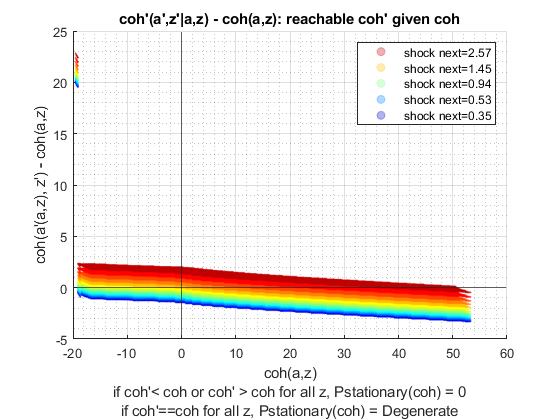 coh'(a',z'|a,z) - coh(a,z): reachable coh' given coh
25
20
15
10
5
0
-5
coh(a'(a,z), z') - coh(a,z)
shock next=2.57
shock next=1.45
shock next=0.94
shock next=0.53
shock next=0.35
-20
-10
0
10
20
30
40
50
60
coh(a,z)
if coh'< coh or coh' > coh for all z, Pstationary(coh) = 0
if coh'==coh for all z, Pstationary(coh) = Degenerate